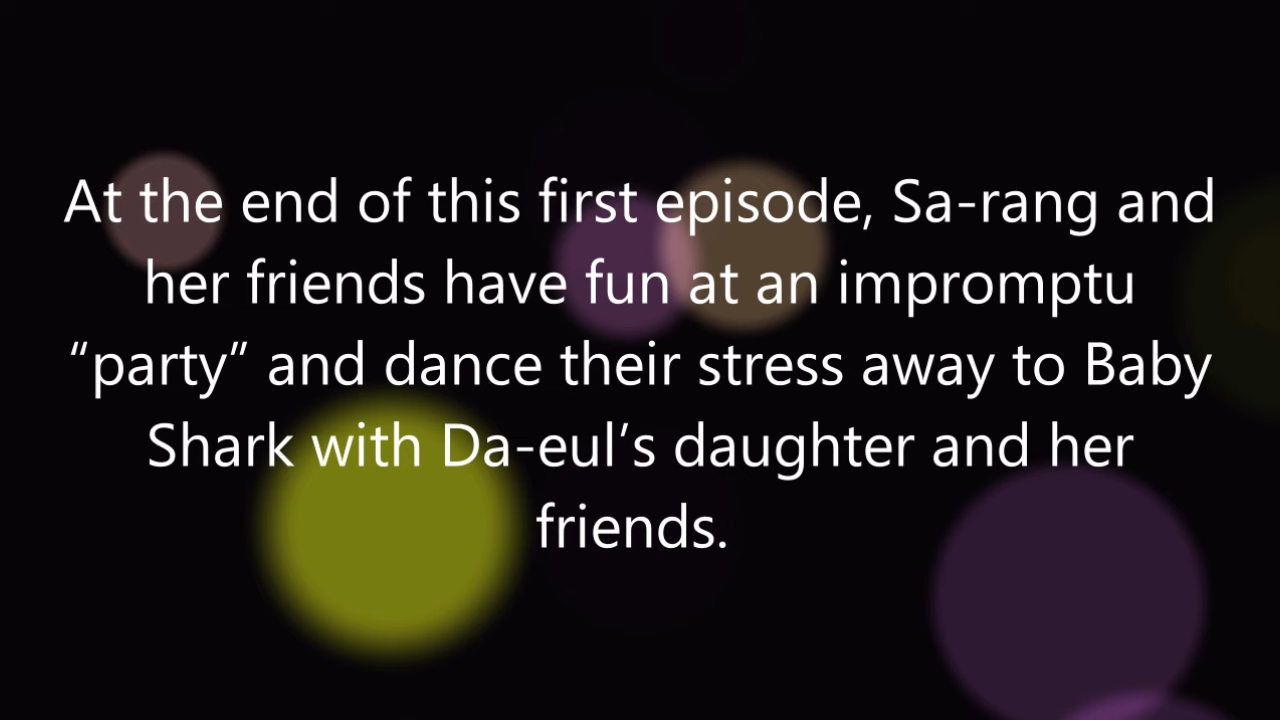 At the end of this first episode, Sa-rang and
her friends have fun at an impromptu
“party” and dance their stress away to Baby
Shark with Da-eul’s daughter and her
friends.